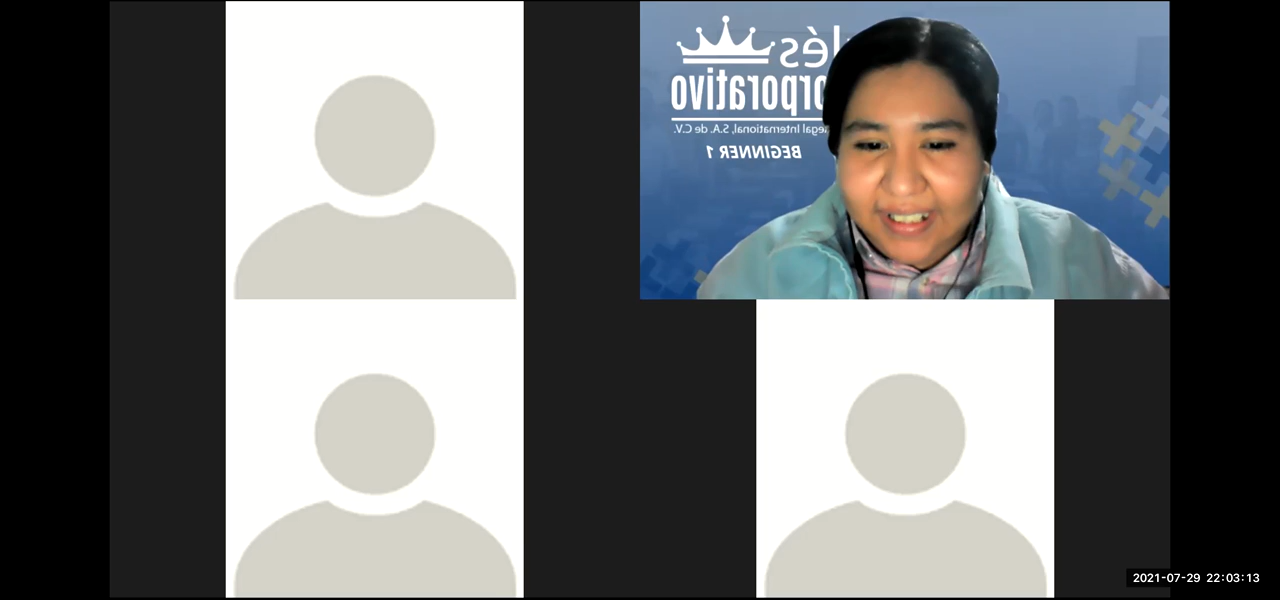 lés
orporativo
egal International, S.A. de C.V.
BEGINNER 1
2021-07-29 22:03:13